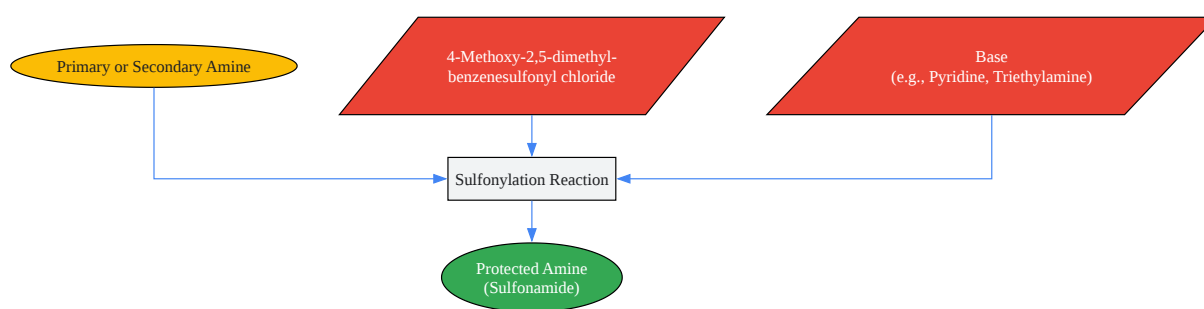 Primary or Secondary Amine
4-Methoxy-2,5-dimethyl-
benzenesulfonyl chloride
Base
(e.g., Pyridine, Triethylamine)
Sulfonylation Reaction
Protected Amine
(Sulfonamide)